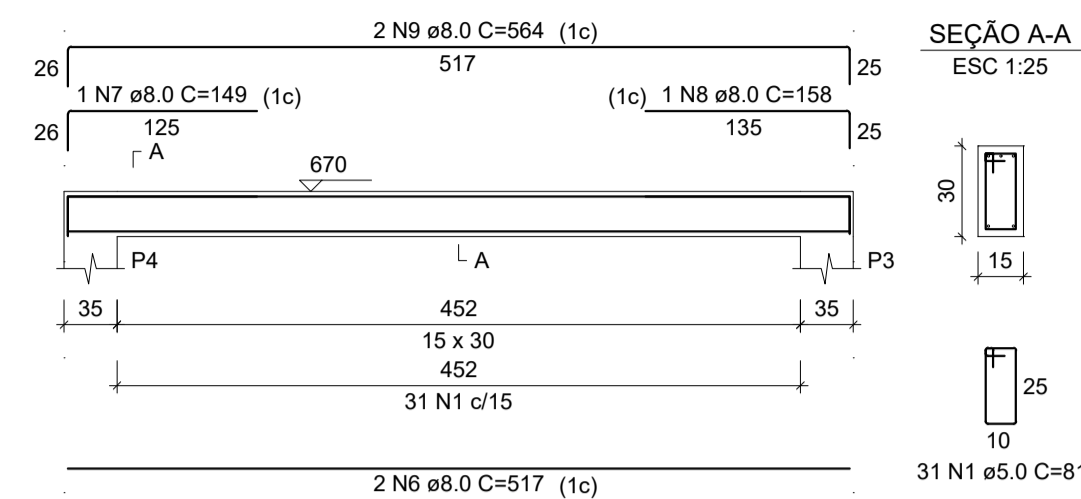 2 N9 ø8.0 C=564 (1c)
SEÇÃO A-A
26
517
25
ESC 1:25
1 N7 ø8.0 C=149 (1c)
(1c) 1 N8 ø8.0 C=158
26
125
135
25
A
670
30
P4
A
P3
15
35
452
35
15 x 30
452
31 N1 c/15
25
10
31 N1 ø5.0 C=81
2 N6 ø8.0 C=517 (1c)